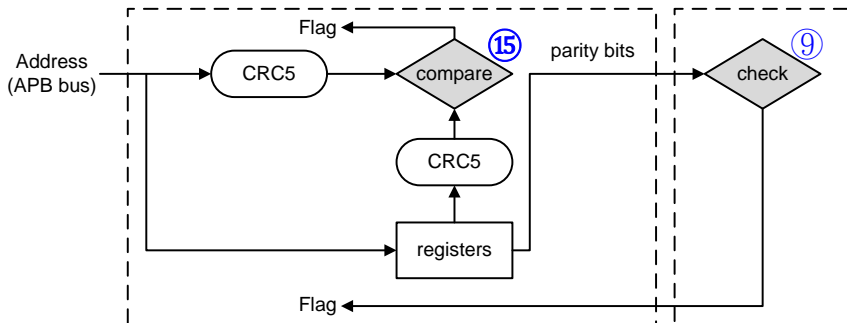 Flag
⑮
Address
(APB bus)
CRC5
compare
parity bits
⑨
check
CRC5
registers
Flag